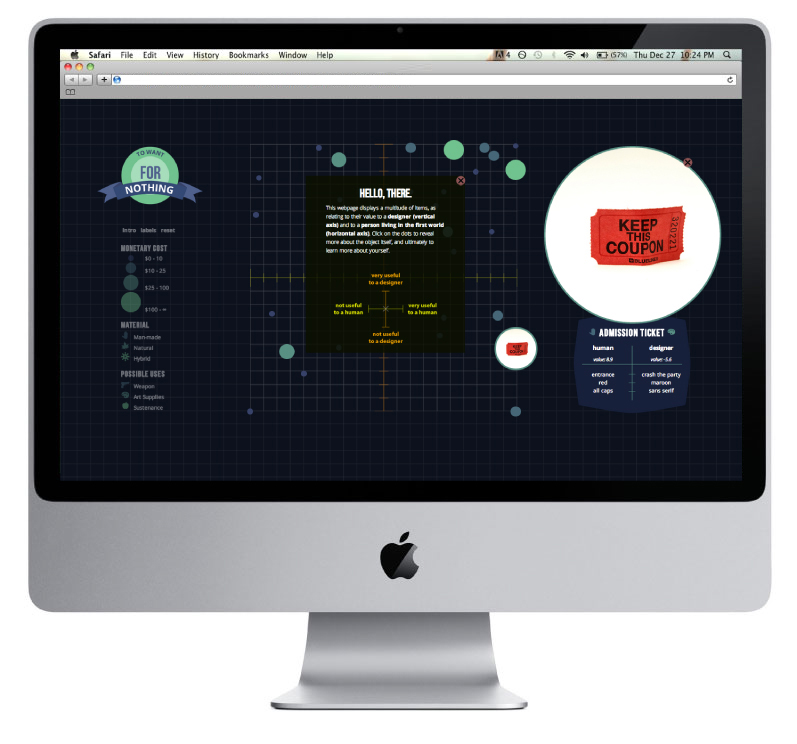 Safari File Edit View History Bookmarks Window Help 4 (57%) Thu Dec 27 10:24 PM
TO WANT
FOR
NOTHING
Intro labels reset
MONETARY COST
$0 - 10
$10 - 25
$25 - 100
$100 - ∞
MATERIAL
Man-made
Natural
Hybrid
POSSIBLE USES
Weapon
Art Supplies
Sustenance
HELLO, THERE.
This webpage displays a multitude of items, as
relating to their value to a designer (vertical
axis) and to a person living in the first world
(horizontal axis). Click on the dots to reveal
more about the object itself, and ultimately to
learn more about yourself.
very useful
to a designer
not useful
to a human
very useful
to a human
not useful
to a designer
KEEP
THIS
COUPON
820221
KEEP
THIS
COUPON
ADMISSION TICKET
human designer
value: 8.9 value: -5.6
entrance crash the party
red maroon
all caps sans serif